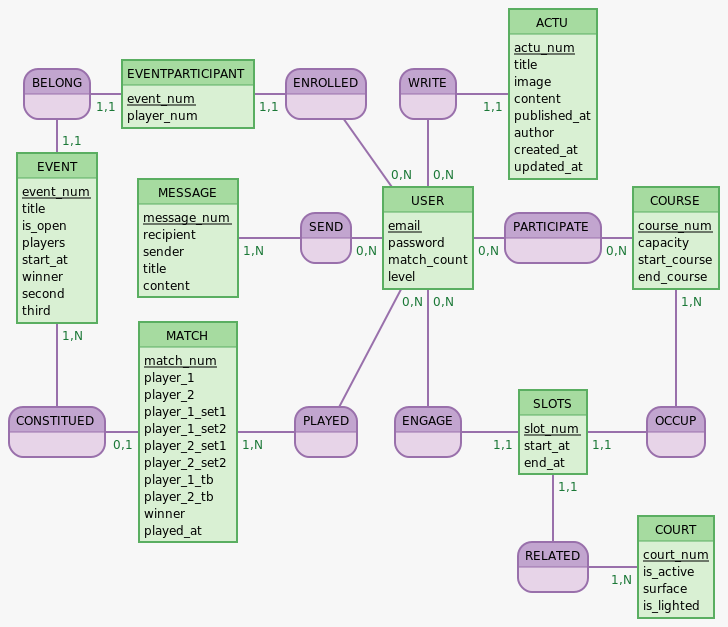 ACTU
actu_num
title
image
content
published_at
author
created_at
updated_at
BELONG
1,1
1,1
EVENTPARTICIPANT
event_num
player_num
1,1
ENROLLED
0,N
WRITE
1,1
0,N
EVENT
event_num
title
is_open
players
start_at
winner
second
third
1,N
MESSAGE
message_num
recipient
sender
title
content
1,N
SEND
0,N
USER
email
password
match_count
level
0,N
0,N
0,N
PARTICIPATE
0,N
COURSE
course_num
capacity
start_course
end_course
1,N
MATCH
match_num
player_1
player_2
player_1_set1
player_1_set2
player_2_set1
player_2_set2
player_1_tb
player_2_tb
winner
played_at
CONSTITUED
0,1
1,N
PLAYED
ENGAGE
1,1
SLOTS
slot_num
start_at
end_at
1,1
1,1
OCCUP
RELATED
1,N
COURT
court_num
is_active
surface
is_lighted